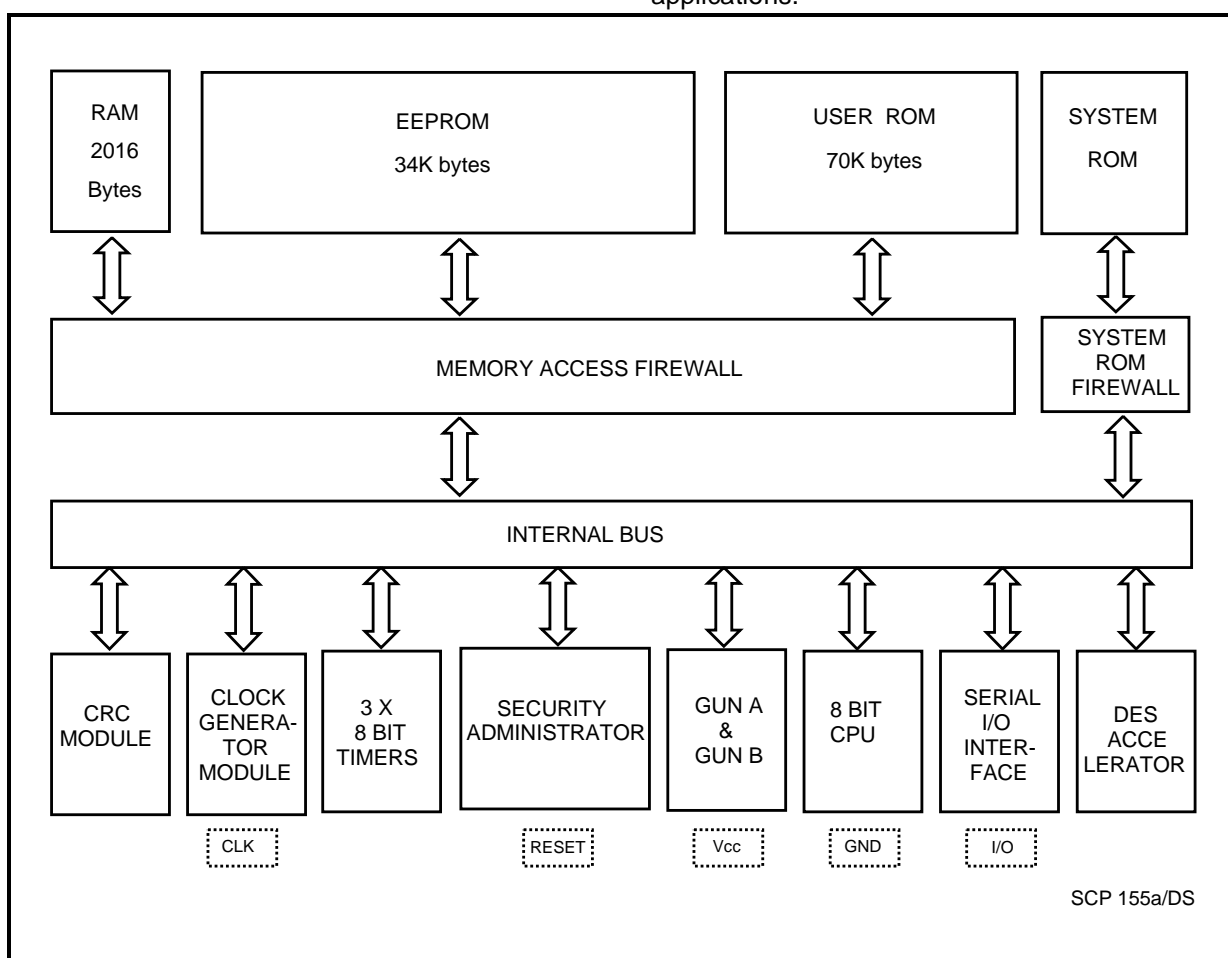 applications.
RAM
2016
Bytes
EEPROM
34K bytes
USER ROM
70K bytes
SYSTEM
ROM
MEMORY ACCESS FIREWALL
SYSTEM
ROM
FIREWALL
INTERNAL BUS
CRC
MODULE
CLOCK
GENERA-
TOR
MODULE
3 X
8 BIT
TIMERS
SECURITY
ADMINISTRATOR
GUN A
&
GUN B
8 BIT
CPU
SERIAL
I/O
INTER-
FACE
DES
ACCE
LERATOR
CLK
RESET
Vcc
GND
I/O
SCP 155a/DS